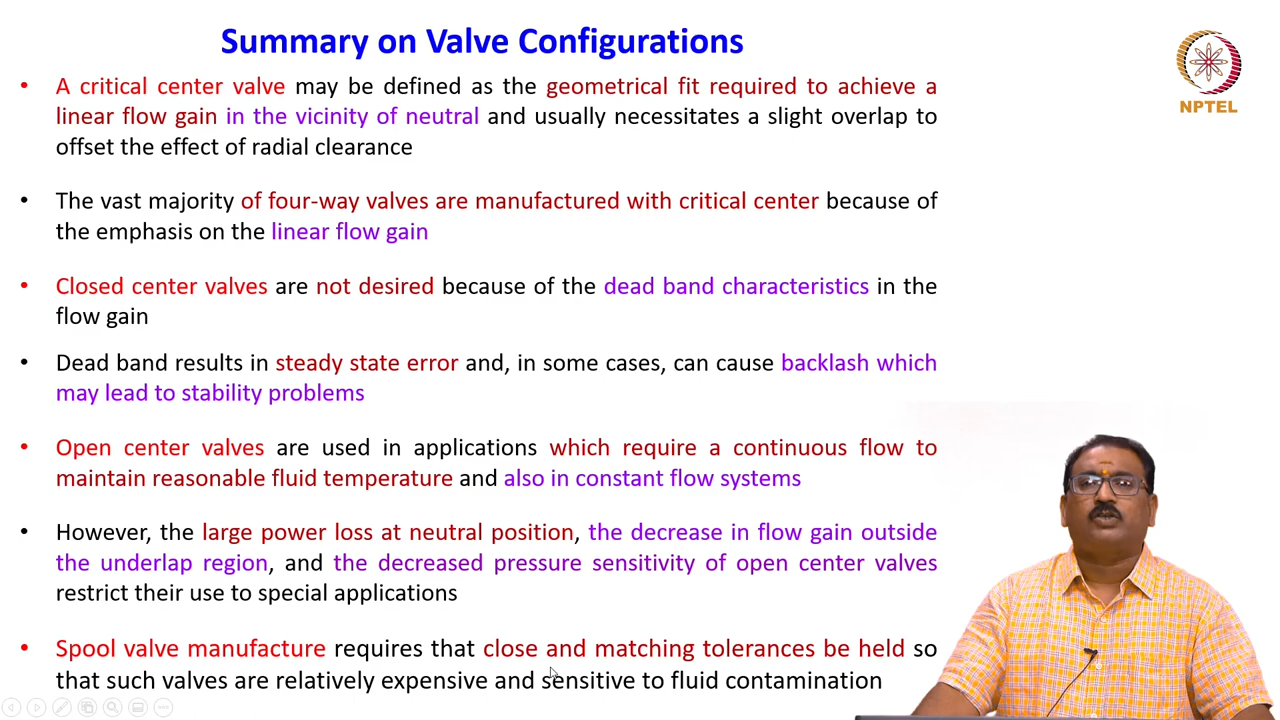 Summary on Valve Configurations
NPTEL
• A critical center valve may be defined as the geometrical fit required to achieve a
linear flow gain in the vicinity of neutral and usually necessitates a slight overlap to
offset the effect of radial clearance
• The vast majority of four-way valves are manufactured with critical center because of
the emphasis on the linear flow gain
• Closed center valves are not desired because of the dead band characteristics in the
flow gain
• Dead band results in steady state error and, in some cases, can cause backlash which
may lead to stability problems
• Open center valves are used in applications which require a continuous flow to
maintain reasonable fluid temperature and also in constant flow systems
• However, the large power loss at neutral position, the decrease in flow gain outside
the underlap region, and the decreased pressure sensitivity of open center valves
restrict their use to special applications
• Spool valve manufacture requires that close and matching tolerances be held so
that such valves are relatively expensive and sensitive to fluid contamination